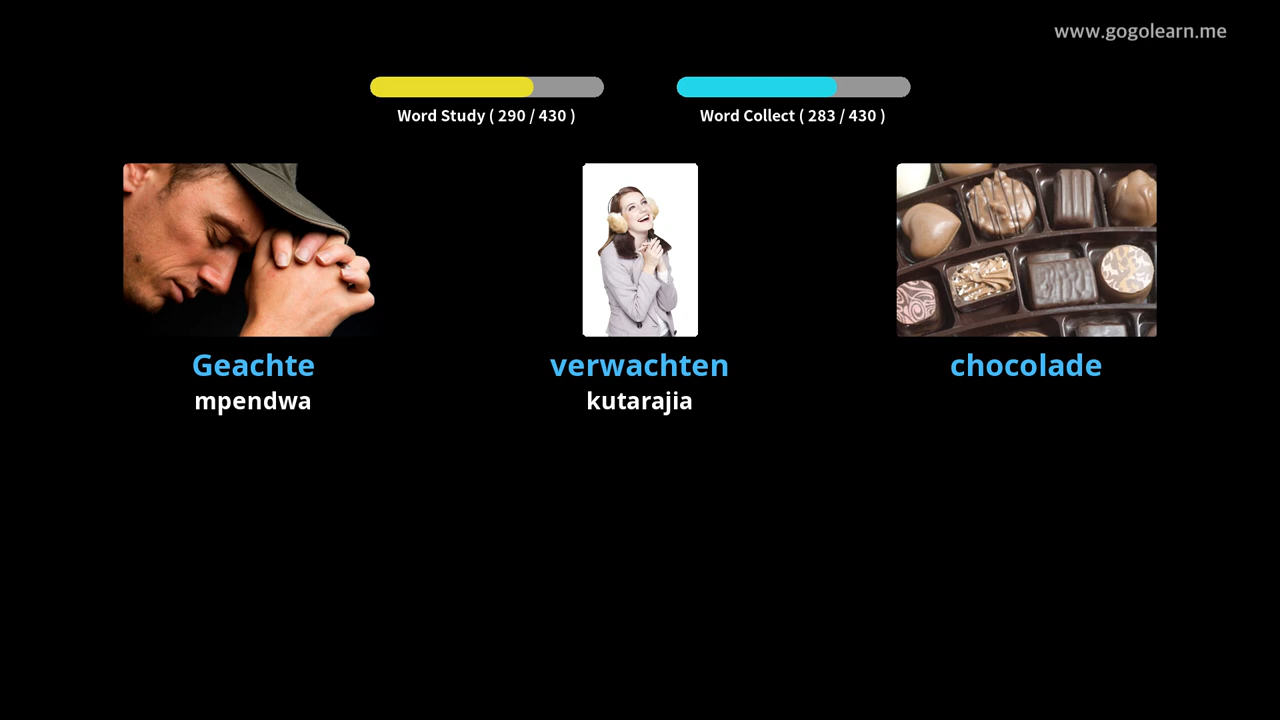 www.gogolearn.me
Word Study ( 290 / 430 )
Word Collect ( 283 / 430 )
Geachte
mpendwa
verwachten
kutarajia
chocolade